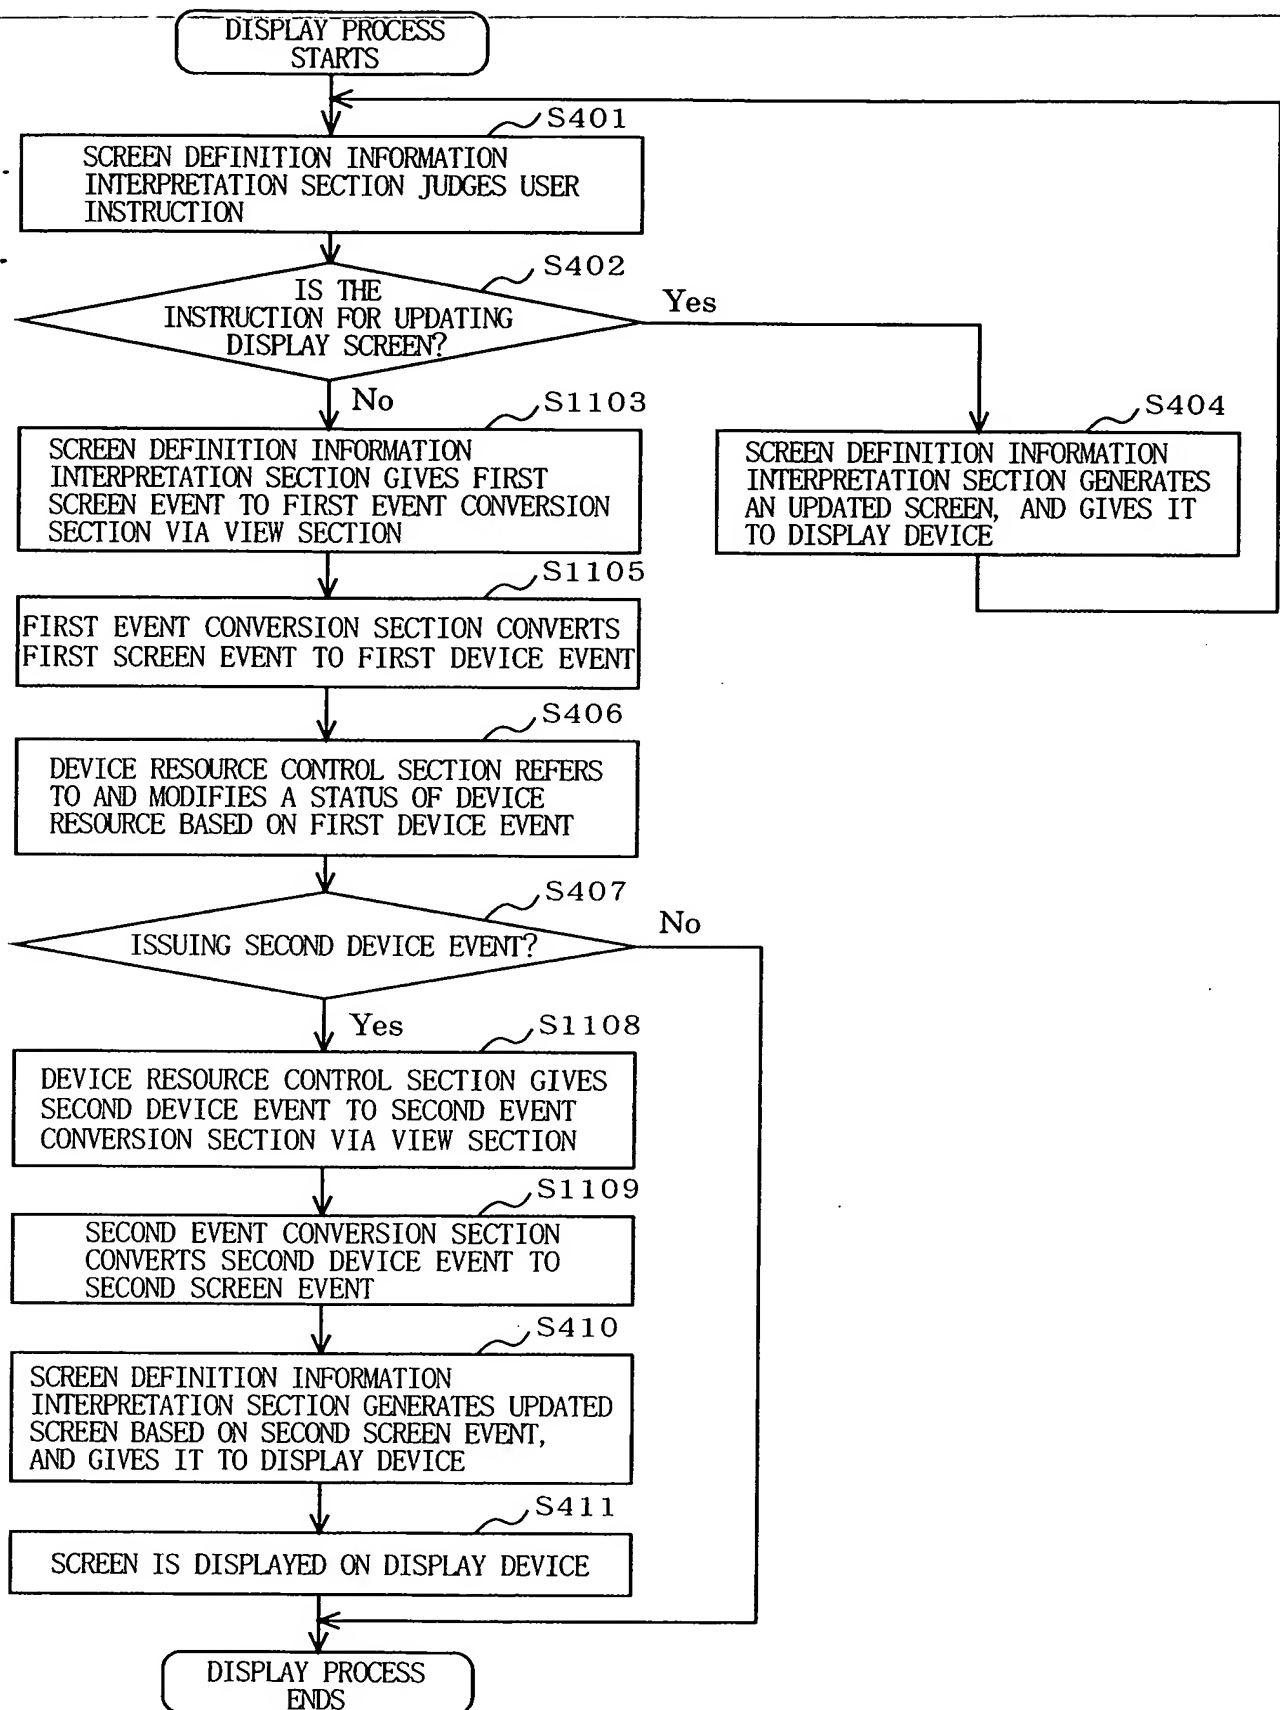 DISPLAY PROCESS
STARTS
S401
SCREEN DEFINITION INFORMATION
INTERPRETATION SECTION JUDGES USER
INSTRUCTION
S402
IS THE
INSTRUCTION FOR UPDATING
DISPLAY SCREEN?
Yes
No
S1103
SCREEN DEFINITION INFORMATION
INTERPRETATION SECTION GIVES FIRST
SCREEN EVENT TO FIRST EVENT CONVERSION
SECTION VIA VIEW SECTION
S404
SCREEN DEFINITION INFORMATION
INTERPRETATION SECTION GENERATES
AN UPDATED SCREEN, AND GIVES IT
TO DISPLAY DEVICE
S1105
FIRST EVENT CONVERSION SECTION CONVERTS
FIRST SCREEN EVENT TO FIRST DEVICE EVENT
S406
DEVICE RESOURCE CONTROL SECTION REFERS
TO AND MODIFIES A STATUS OF DEVICE
RESOURCE BASED ON FIRST DEVICE EVENT
S407
ISSUING SECOND DEVICE EVENT?
No
Yes
S1108
DEVICE RESOURCE CONTROL SECTION GIVES
SECOND DEVICE EVENT TO SECOND EVENT
CONVERSION SECTION VIA VIEW SECTION
S1109
SECOND EVENT CONVERSION SECTION
CONVERTS SECOND DEVICE EVENT TO
SECOND SCREEN EVENT
S410
SCREEN DEFINITION INFORMATION
INTERPRETATION SECTION GENERATES UPDATED
SCREEN BASED ON SECOND SCREEN EVENT,
AND GIVES IT TO DISPLAY DEVICE
S411
SCREEN IS DISPLAYED ON DISPLAY DEVICE
DISPLAY PROCESS
ENDS